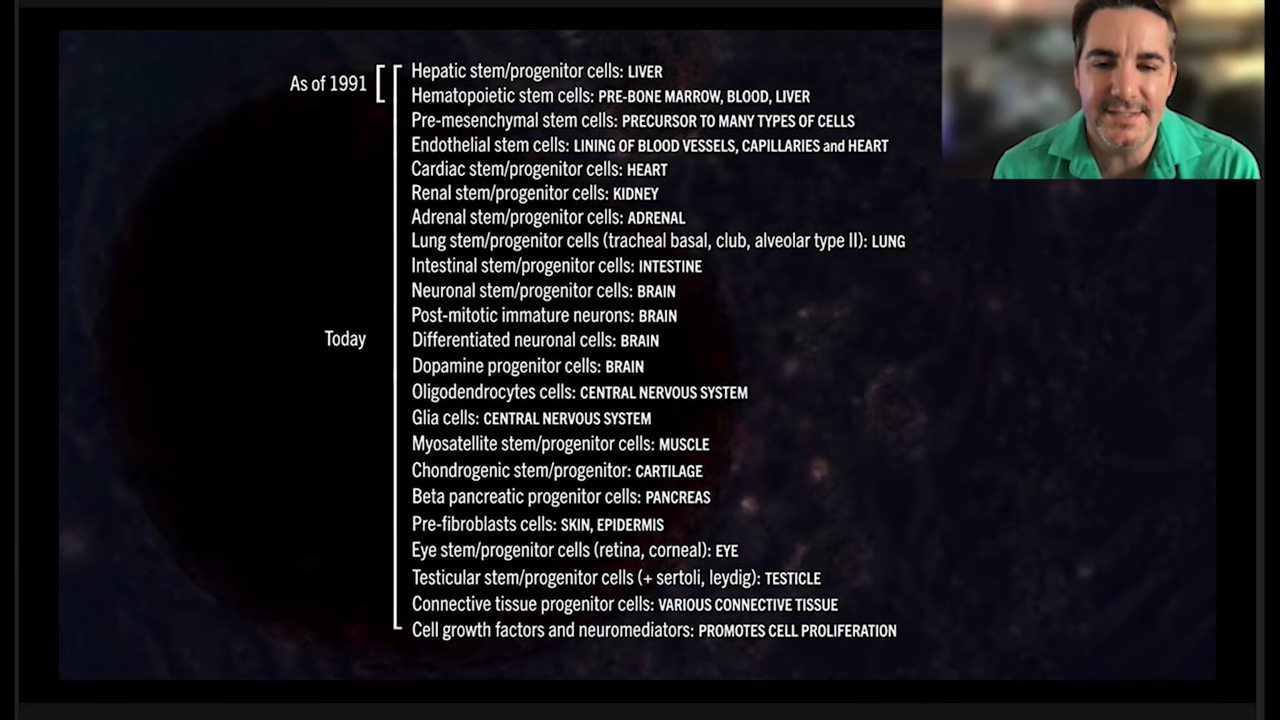 As of 1991
Hepatic stem/progenitor cells: LIVER
Hematopoietic stem cells: PRE-BONE MARROW, BLOOD, LIVER
Pre-mesenchymal stem cells: PRECURSOR TO MANY TYPES OF CELLS
Endothelial stem cells: LINING OF BLOOD VESSELS, CAPILLARIES and HEART
Cardiac stem/progenitor cells: HEART
Renal stem/progenitor cells: KIDNEY
Adrenal stem/progenitor cells: ADRENAL
Lung stem/progenitor cells (tracheal basal, club, alveolar type II): LUNG
Intestinal stem/progenitor cells: INTESTINE
Neuronal stem/progenitor cells: BRAIN
Post-mitotic immature neurons: BRAIN
Today
Differentiated neuronal cells: BRAIN
Dopamine progenitor cells: BRAIN
Oligodendrocytes cells: CENTRAL NERVOUS SYSTEM
Glia cells: CENTRAL NERVOUS SYSTEM
Myosatellite stem/progenitor cells: MUSCLE
Chondrogenic stem/progenitor: CARTILAGE
Beta pancreatic progenitor cells: PANCREAS
Pre-fibroblasts cells: SKIN, EPIDERMIS
Eye stem/progenitor cells (retina, corneal): EYE
Testicular stem/progenitor cells (+ sertoli, leydig): TESTICLE
Connective tissue progenitor cells: VARIOUS CONNECTIVE TISSUE
Cell growth factors and neuromediators: PROMOTES CELL PROLIFERATION